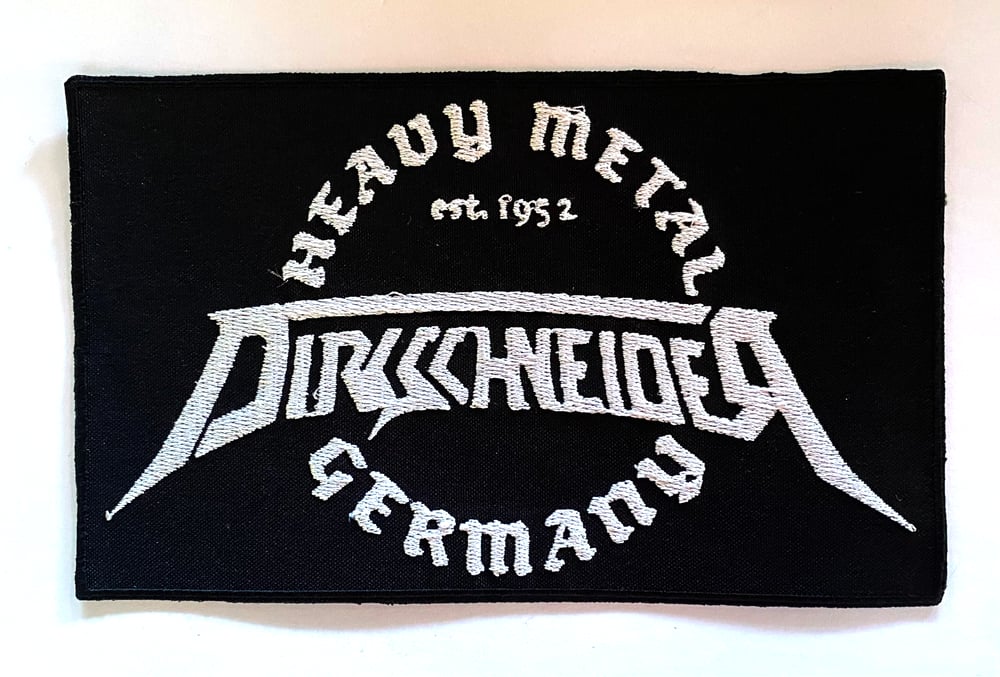 HEAVY METAL
est. 1952
DIRKSCHNEIDER
GERMANY